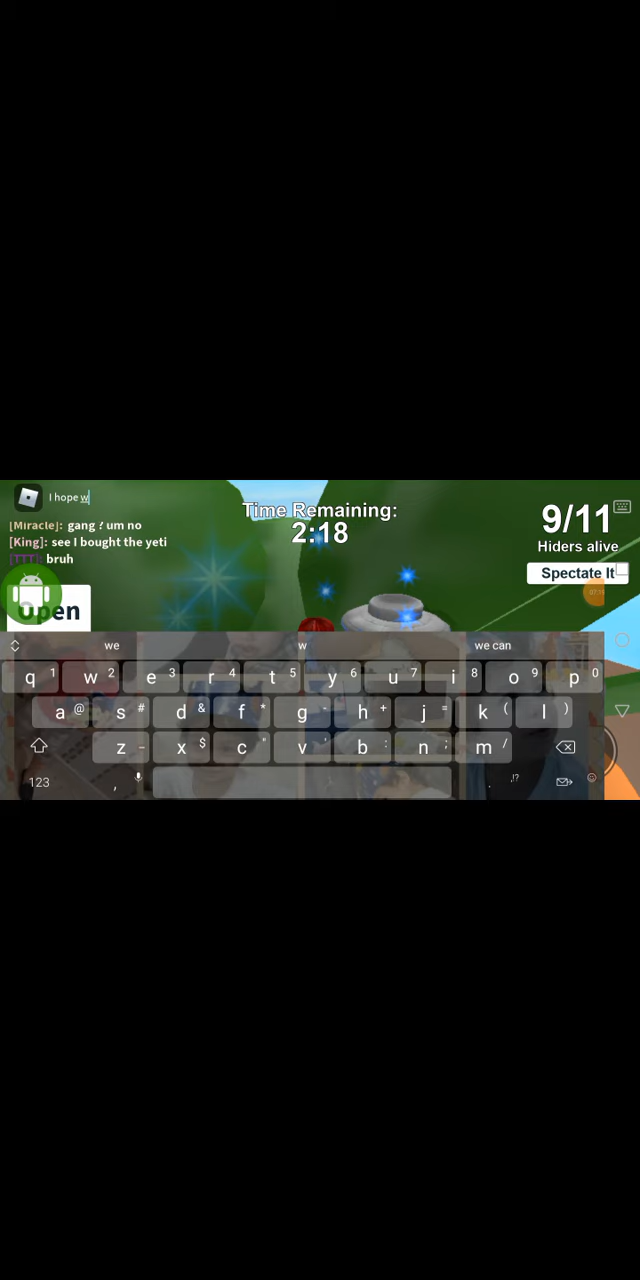 I hope w
Time Remaining:
2:18
9/11
Hiders alive
[Miracle]: gang ? um no
[King]: see I bought the yeti
[TTT]: bruh
Spectate It
Open
we w we can
q 1 w 2 e 3 r 4 t 5 y 6 u 7 i 8 o 9 p 0
a @ s # d & f * g - h + j = k ( l )
z _ x $ c " v ' b : n ; m /
123 , . ,!?